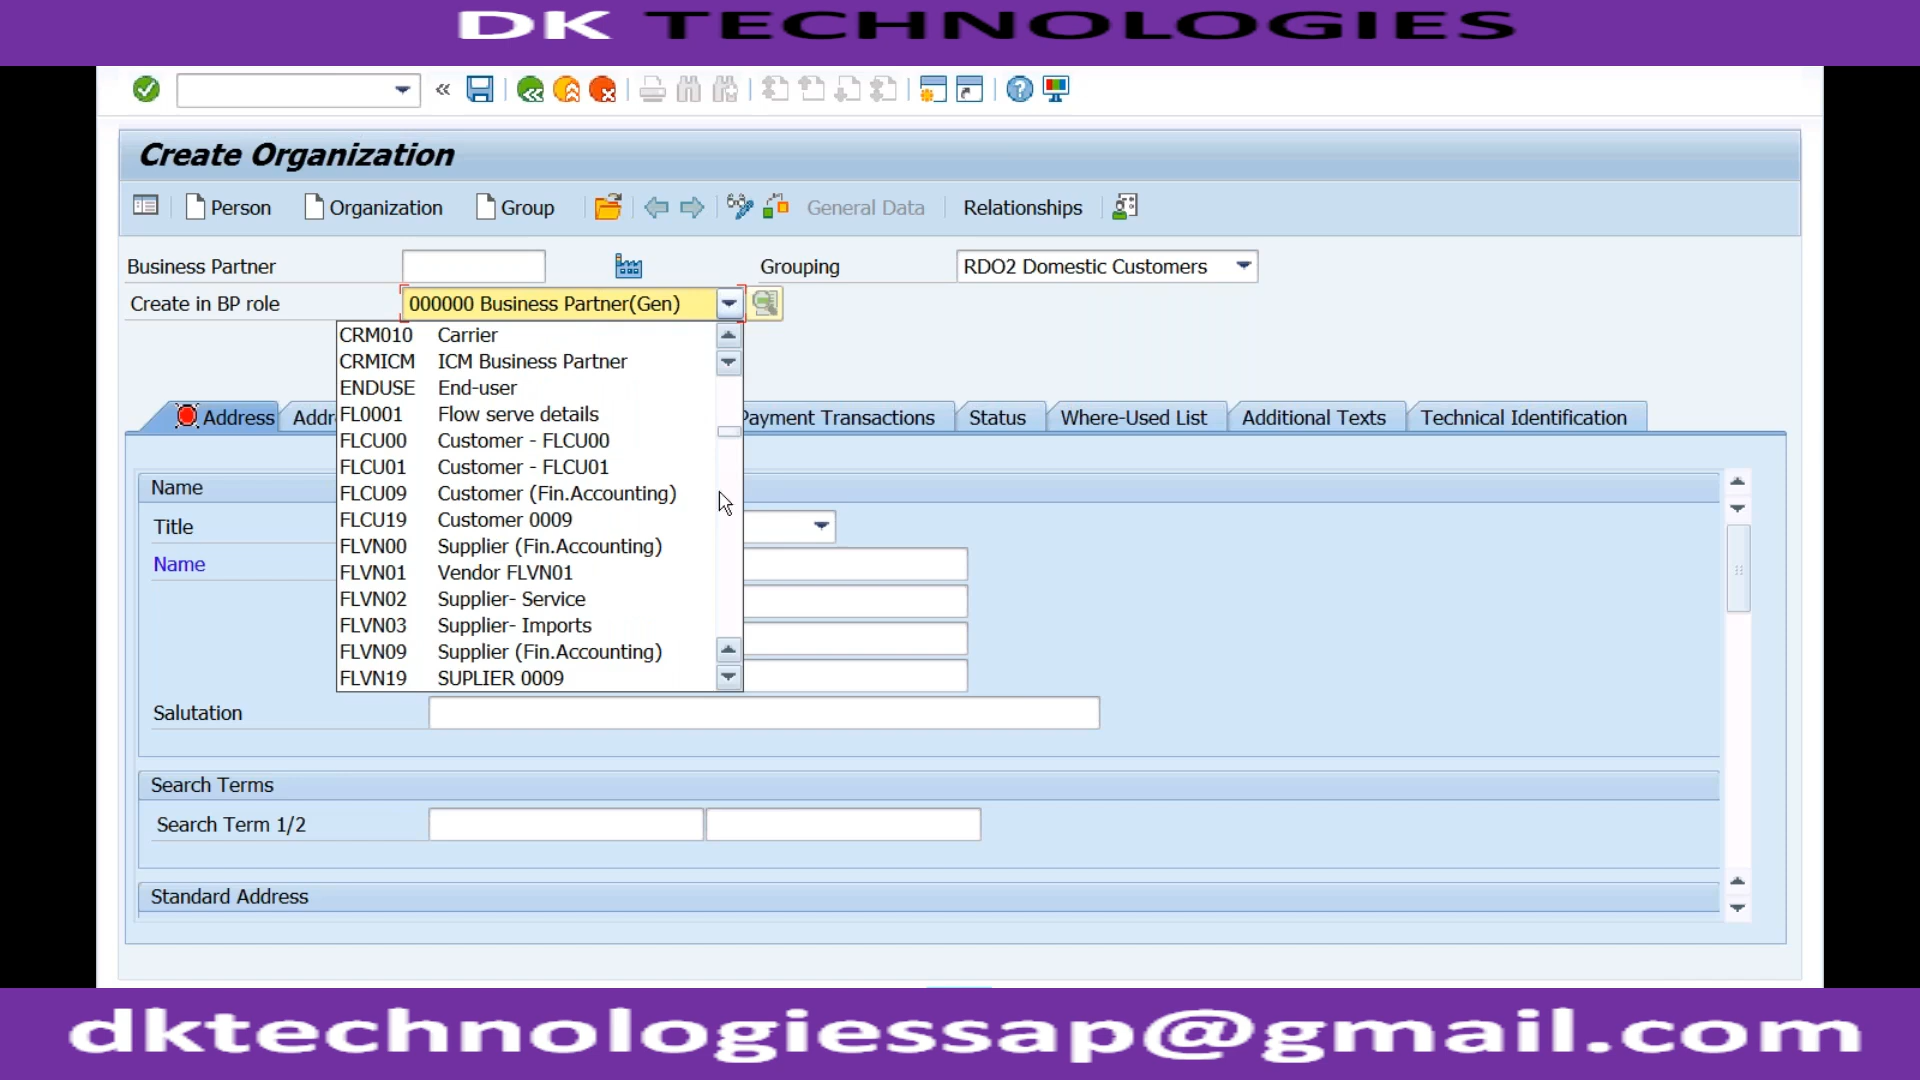 DK TECHNOLOGIES
Create Organization
Person Organization Group General Data Relationships
Business Partner Grouping RDO2 Domestic Customers
Create in BP role 000000 Business Partner(Gen)
CRM010 Carrier
CRMICM ICM Business Partner
ENDUSE End-user
FL0001 Flow serve details
FLCU00 Customer - FLCU00
FLCU01 Customer - FLCU01
FLCU09 Customer (Fin.Accounting)
FLCU19 Customer 0009
FLVN00 Supplier (Fin.Accounting)
FLVN01 Vendor FLVN01
FLVN02 Supplier- Service
FLVN03 Supplier- Imports
FLVN09 Supplier (Fin.Accounting)
FLVN19 SUPLIER 0009
Address Addr Payment Transactions Status Where-Used List Additional Texts Technical Identification
Name
Title
Name
Salutation
Search Terms
Search Term 1/2
Standard Address
dktechnologiessap@gmail.com